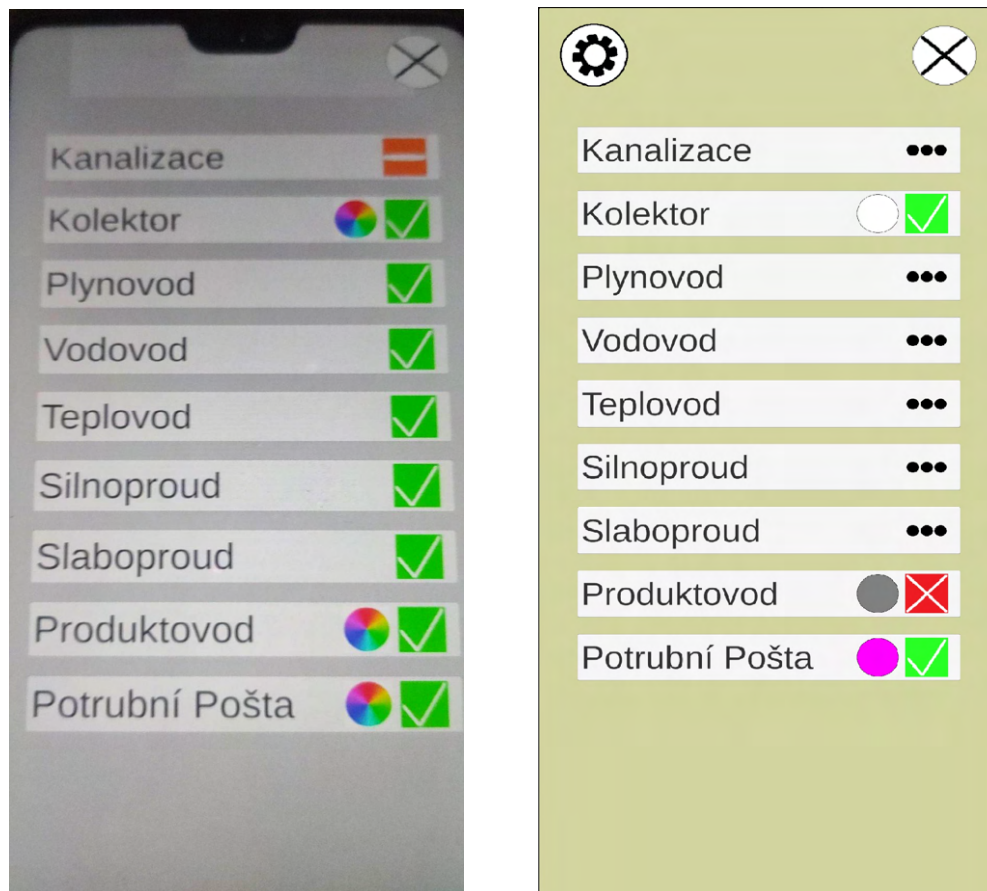 Kanalizace
Kolektor
Plynovod
Vodovod
Teplovod
Silnoproud
Slaboproud
Produktovod
Potrubní Pošta
Kanalizace
Kolektor
Plynovod
Vodovod
Teplovod
Silnoproud
Slaboproud
Produktovod
Potrubní Pošta